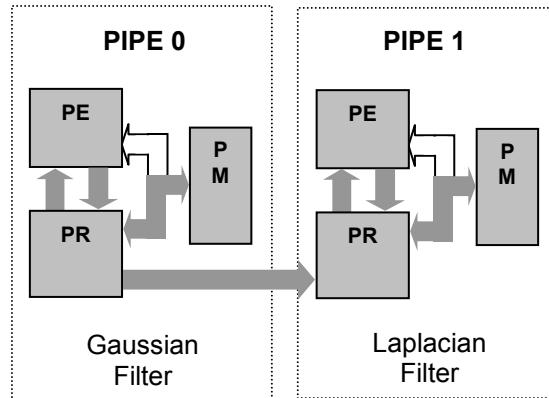 PIPE 0
PE
P
M
PR
Gaussian
Filter
PIPE 1
PE
P
M
PR
Laplacian
Filter